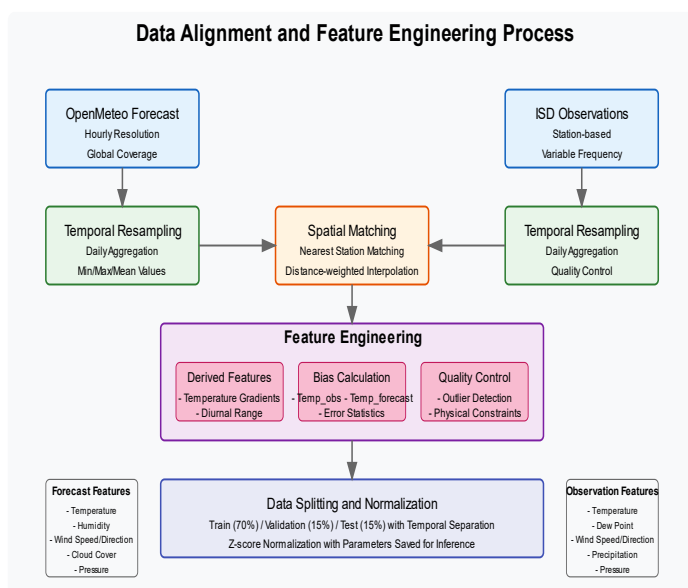 Data Alignment and Feature Engineering Process
OpenMeteo Forecast
Hourly Resolution
Global Coverage
ISD Observations
Station-based
Variable Frequency
Temporal Resampling
Daily Aggregation
Min/Max/Mean Values
Spatial Matching
Nearest Station Matching
Distance-weighted Interpolation
Temporal Resampling
Daily Aggregation
Quality Control
Feature Engineering
Derived Features
- Temperature Gradients
- Diurnal Range
Bias Calculation
- Temp_obs - Temp_forecast
- Error Statistics
Quality Control
- Outlier Detection
- Physical Constraints
Forecast Features
- Temperature
- Humidity
- Wind Speed/Direction
- Cloud Cover
- Pressure
Data Splitting and Normalization
Train (70%) / Validation (15%) / Test (15%) with Temporal Separation
Z-score Normalization with Parameters Saved for Inference
Observation Features
- Temperature
- Dew Point
- Wind Speed/Direction
- Precipitation
- Pressure